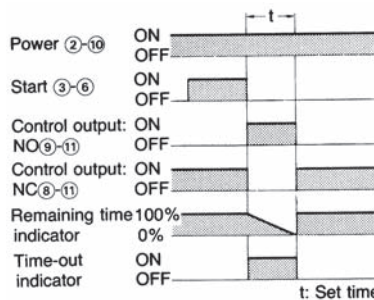 t
Power ②-⑩ ON
OFF
Start ③-⑥ ON
OFF
Control output: ON
NO⑨-⑪ OFF
Control output: ON
NC⑧-⑪ OFF
Remaining time 100%
indicator 0%
Time-out ON
indicator OFF
t: Set time